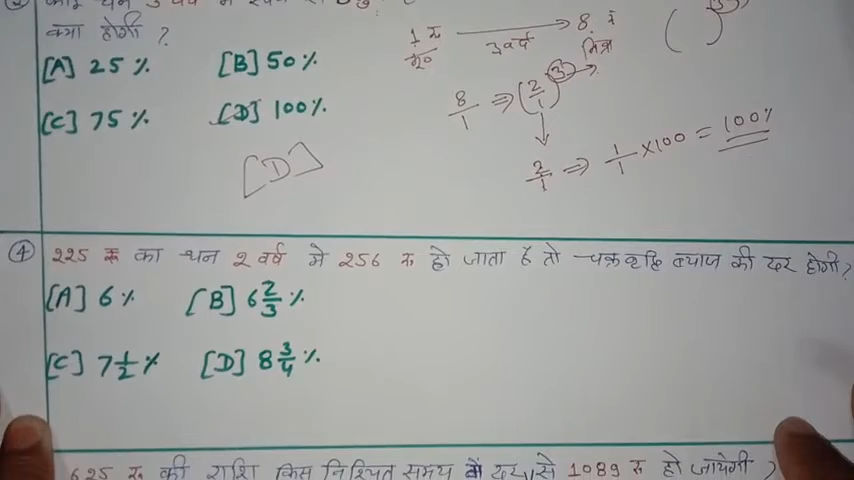 क्या होगी ?
[A] 25 % [B] 50 %
[C] 75 % [D] 100 %
[D]
1 8
3 वर्ष मित्रा
8/1 ⇒ (2/1)³ →
2/1 ⇒ 1/1 × 100 = 100 %
④ 225 रू का धन 2 वर्ष मे 256 रू हो जाता है तो चक्रवृद्धि ब्याज की दर होगी ?
[A] 6 % [B] 6 2/3 %
[C] 7 1/2 % [D] 8 3/4 %
625 रू की राशि किस निश्चित समय में दर से 1089 रू हो जायेगी ?